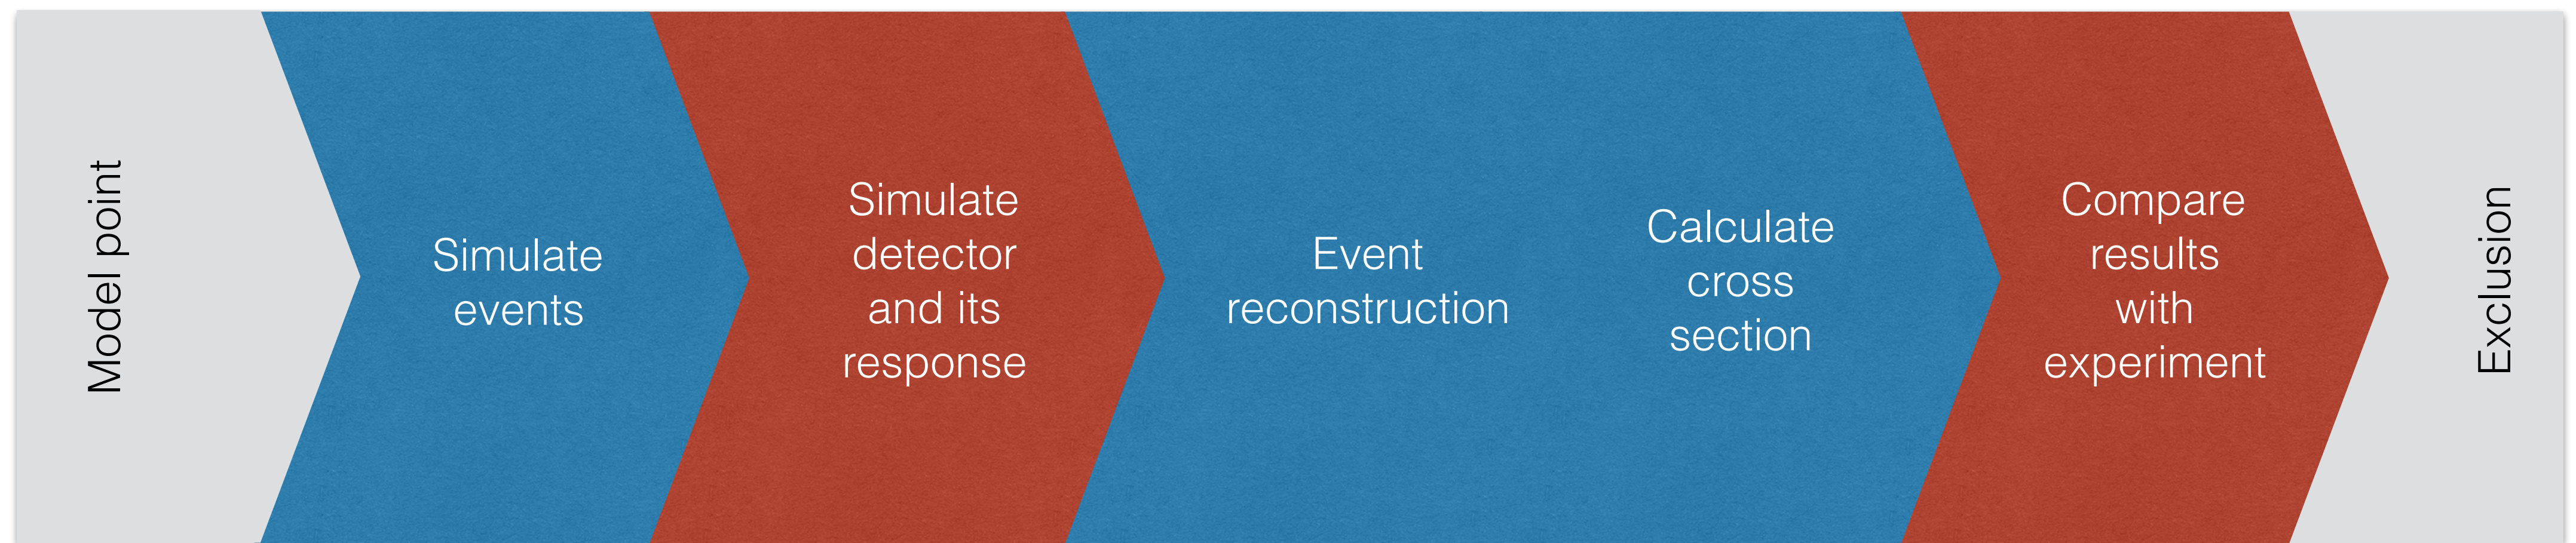 Model point
Simulate
events
Simulate
detector
and its
response
Event
reconstruction
Calculate
cross
section
Compare
results
with
experiment
Exclusion